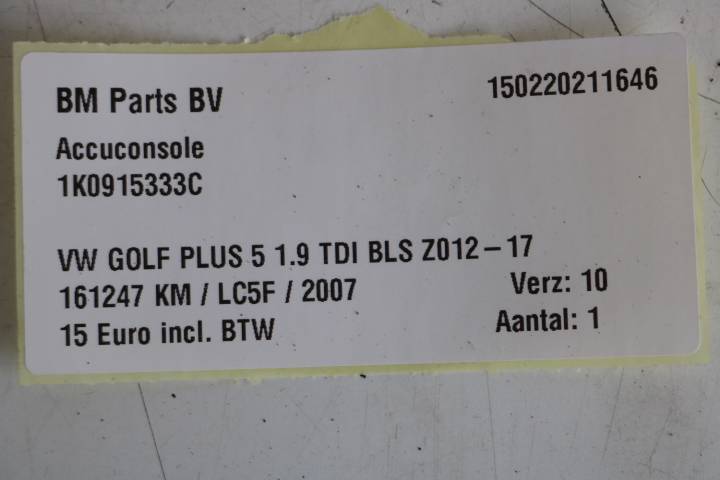 BM Parts BV 150220211646
Accuconsole
1K0915333C
VW GOLF PLUS 5 1.9 TDI BLS Z012-17
161247 KM / LC5F / 2007 Verz: 10
15 Euro incl. BTW Aantal: 1